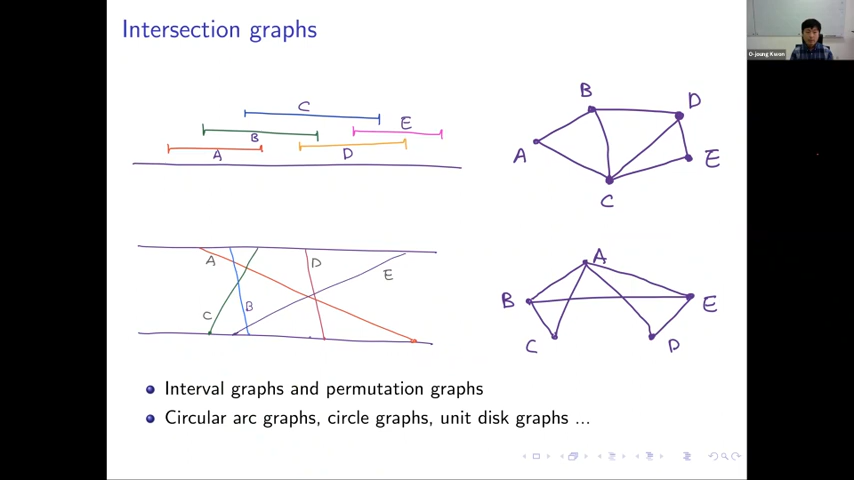 Intersection graphs
O-joung Kwon
C
B
E
A
D
B
D
A
E
C
A
D
E
C
B
A
B
E
C
D
Interval graphs and permutation graphs
Circular arc graphs, circle graphs, unit disk graphs ...